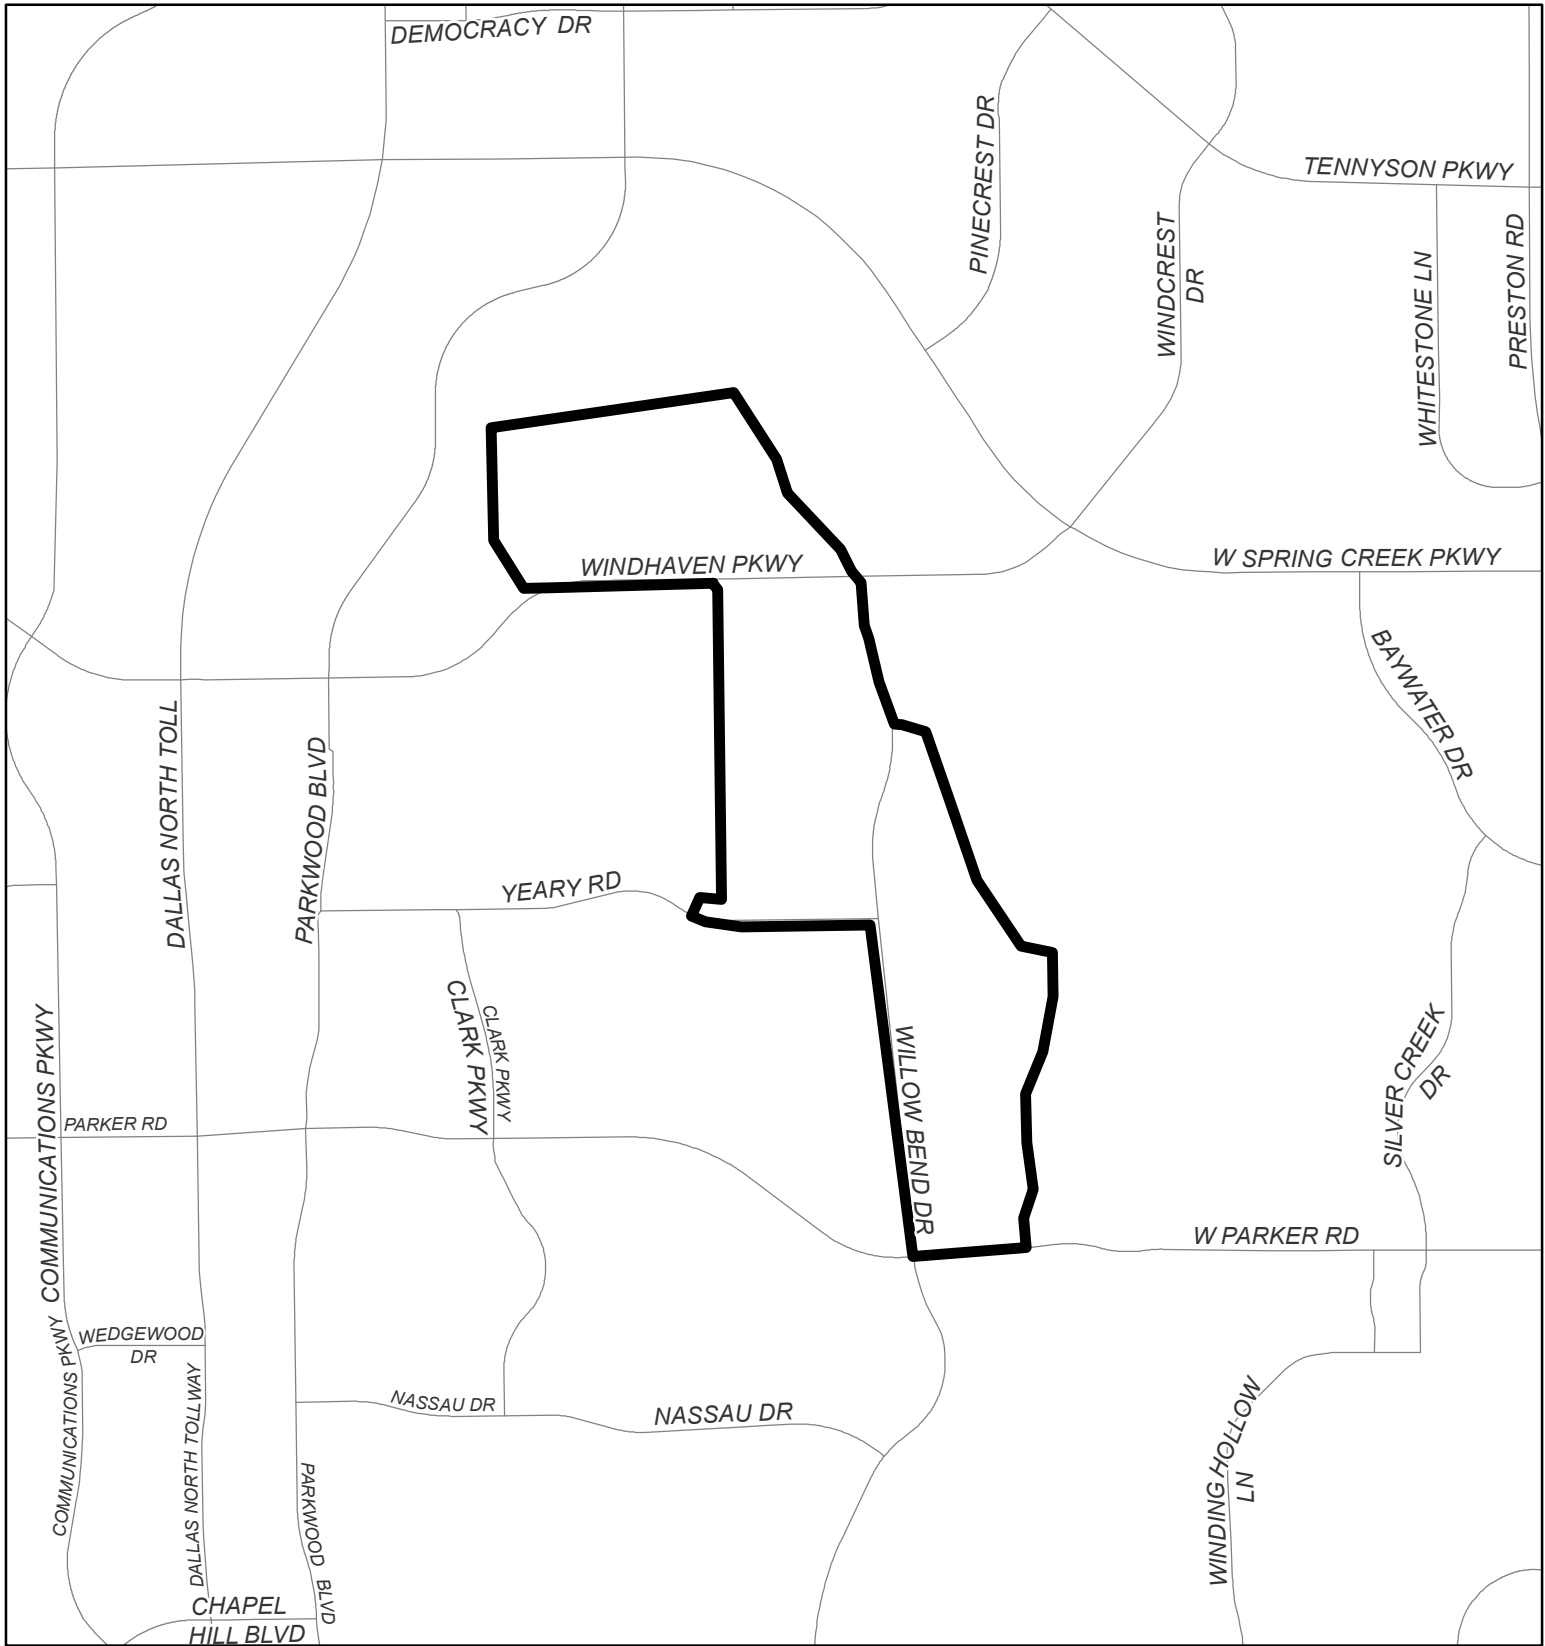 DEMOCRACY DR
PINECREST DR
TENNYSON PKWY
WINDCREST
DR
WHITESTONE LN
PRESTON RD
WINDHAVEN PKWY
W SPRING CREEK PKWY
BAYWATER DR
DALLAS NORTH TOLL
PARKWOOD BLVD
YEARY RD
CLARK PKWY
CLARK PKWY
COMMUNICATIONS PKWY
PARKER RD
WILLOW BEND DR
SILVER CREEK
DR
W PARKER RD
WEDGEWOOD
DR
COMMUNICATIONS PKWY
DALLAS NORTH TOLLWAY
NASSAU DR
NASSAU DR
PARKWOOD BLVD
WINDING HOLLOW
LN
CHAPEL
HILL BLVD